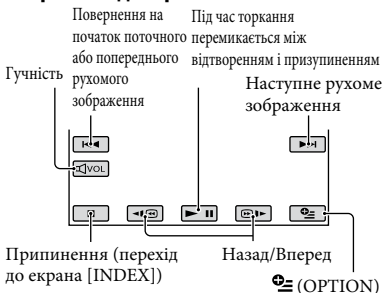 Повернення на
початок поточного
або попереднього
рухомого
зображення
Під час торкання
перемикається між
відтворенням і призупиненням
Гучність
Наступне рухоме
зображення
VOL
Припинення (перехід
до екрана [INDEX])
Назад/Вперед
(OPTION)